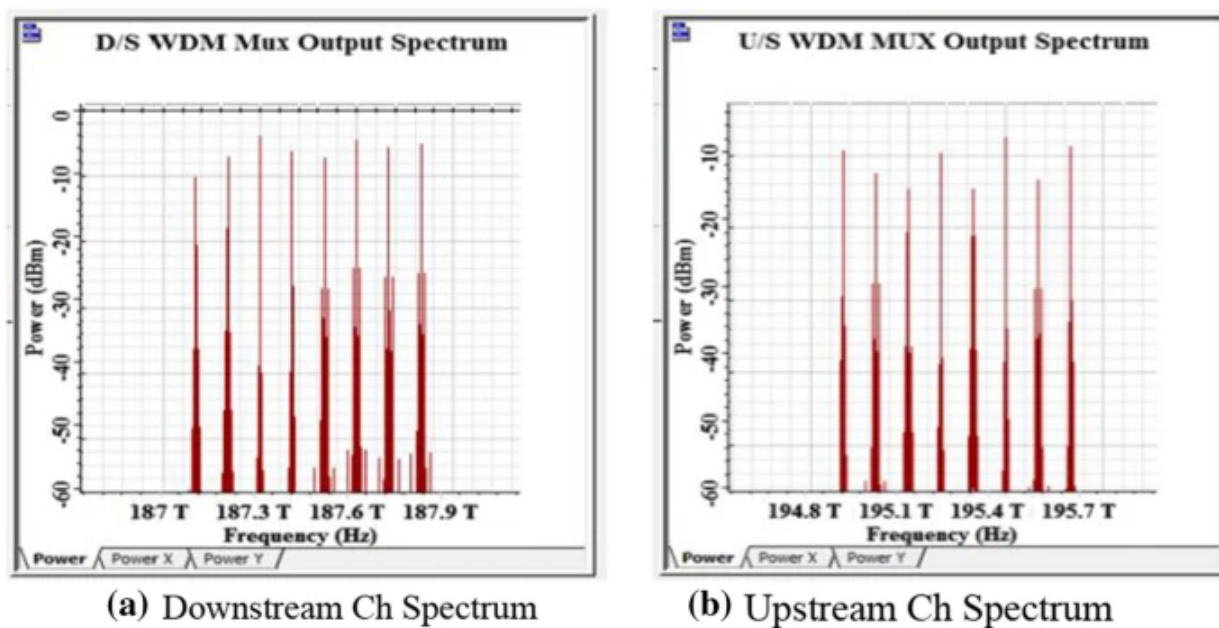 D/S WDM Mux Output Spectrum
0
-10
-20
-30
-40
-50
-60
Power (dBm)
187 T 187.3 T 187.6 T 187.9 T
Frequency (Hz)
Power Power X Power Y
(a) Downstream Ch Spectrum
U/S WDM MUX Output Spectrum
-10
-20
-30
-40
-50
-60
Power (dBm)
194.8 T 195.1 T 195.4 T 195.7 T
Frequency (Hz)
Power Power X Power Y
(b) Upstream Ch Spectrum